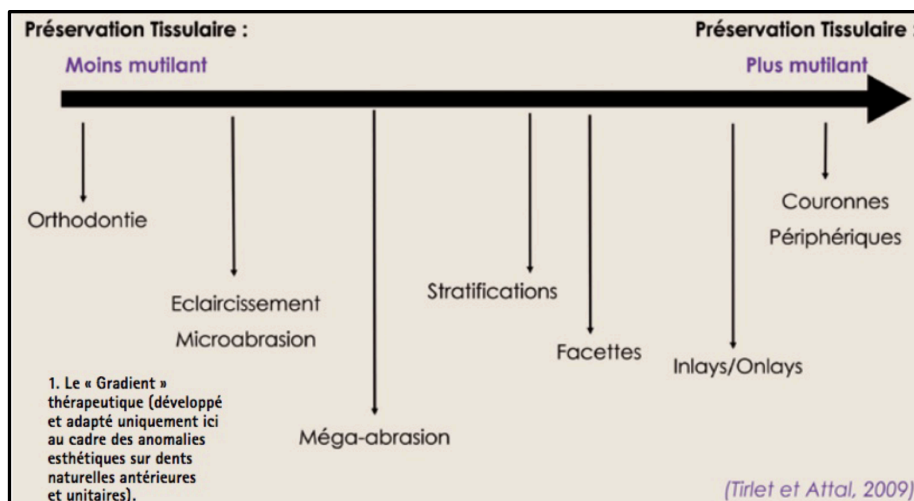 Préservation Tissulaire :
Préservation Tissulaire :
Moins mutilant
Plus mutilant
Orthodontie
Couronnes
Périphériques
Eclaircissement
Microabrasion
Stratifications
Facettes
Inlays/Onlays
Méga-abrasion
1. Le « Gradient »
thérapeutique (développé
et adapté uniquement ici
au cadre des anomalies
esthétiques sur dents
naturelles antérieures
et unitaires).
(Tirlet et Attal, 2009)